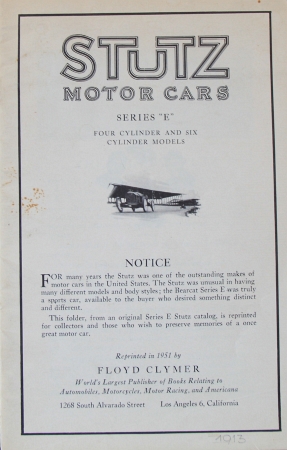 STUTZ
MOTOR CARS
SERIES "E"
FOUR CYLINDER AND SIX
CYLINDER MODELS
NOTICE
FOR many years the Stutz was one of the outstanding makes of
motor cars in the United States. The Stutz was unusual in having
many different models and body styles; the Bearcat Series E was truly
a sports car, available to the buyer who desired something distinct
and different.
This folder, from an original Series E Stutz catalog, is reprinted
for collectors and those who wish to preserve memories of a once
great motor car.
Reprinted in 1951 by
FLOYD CLYMER
World's Largest Publisher of Books Relating to
Automobiles, Motorcycles, Motor Racing, and Americana
1268 South Alvarado Street Los Angeles 6, California
1913